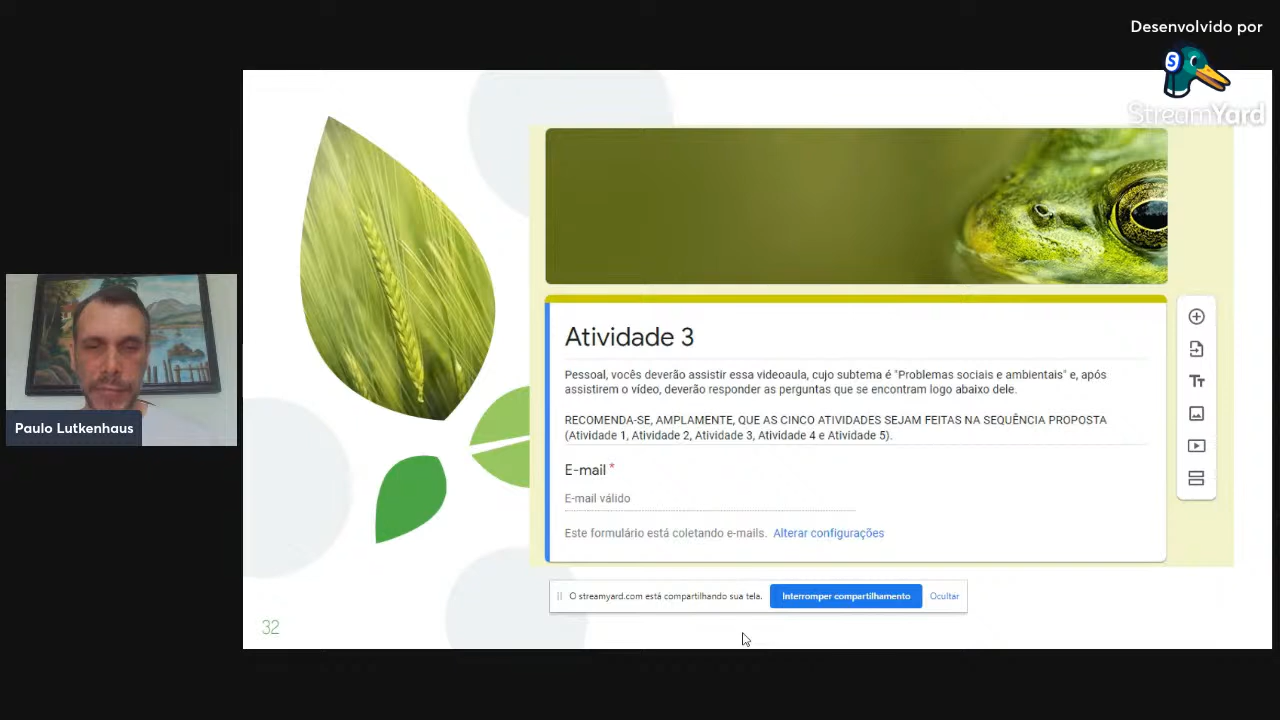 Desenvolvido por
StreamYard
Atividade 3
Pessoal, vocês deverão assistir essa videoaula, cujo subtema é "Problemas sociais e ambientais" e, após
assistirem o vídeo, deverão responder as perguntas que se encontram logo abaixo dele.
RECOMENDA-SE, AMPLAMENTE, QUE AS CINCO ATIVIDADES SEJAM FEITAS NA SEQUÊNCIA PROPOSTA
(Atividade 1, Atividade 2, Atividade 3, Atividade 4 e Atividade 5).
E-mail *
E-mail válido
Este formulário está coletando e-mails. Alterar configurações
Paulo Lutkenhaus
O streamyard.com está compartilhando sua tela. Interromper compartilhamento Ocultar
32